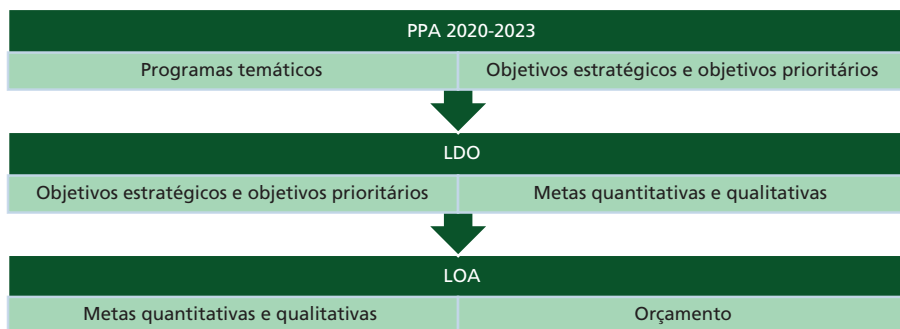 PPA 2020-2023
Programas temáticos
Objetivos estratégicos e objetivos prioritários
LDO
Objetivos estratégicos e objetivos prioritários
Metas quantitativas e qualitativas
LOA
Metas quantitativas e qualitativas
Orçamento